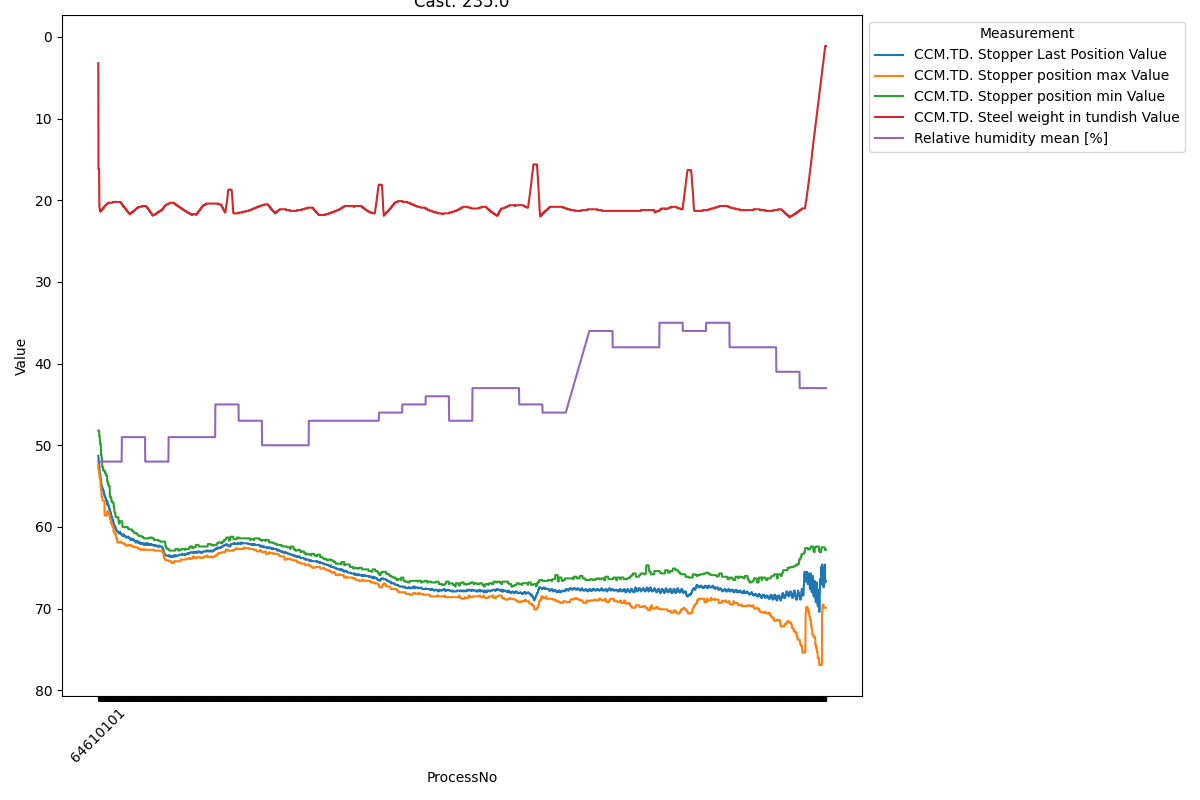 Cast: 235.0
Measurement
CCM.TD. Stopper Last Position Value
CCM.TD. Stopper position max Value
CCM.TD. Stopper position min Value
CCM.TD. Steel weight in tundish Value
Relative humidity mean [%]
Value
0
10
20
30
40
50
60
70
80
64610101
ProcessNo